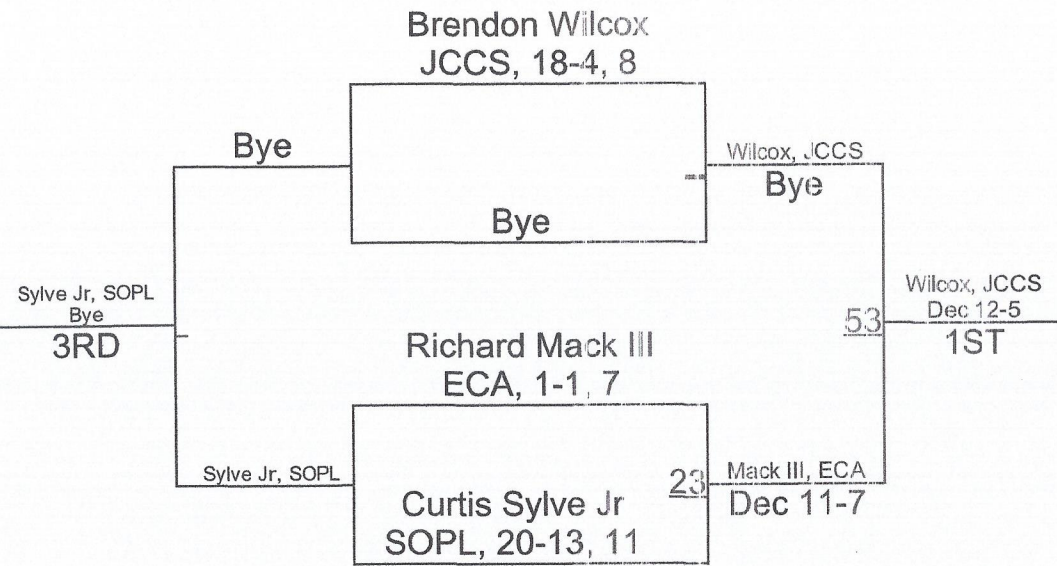 Brendon Wilcox
JCCS, 18-4, 8
Bye
Wilcox, JCCS
Bye
Bye
Sylve Jr, SOPL
Bye
3RD
Wilcox, JCCS
Dec 12-5
1ST
53
Richard Mack III
ECA, 1-1, 7
Sylve Jr, SOPL
23
Mack III, ECA
Dec 11-7
Curtis Sylve Jr
SOPL, 20-13, 11